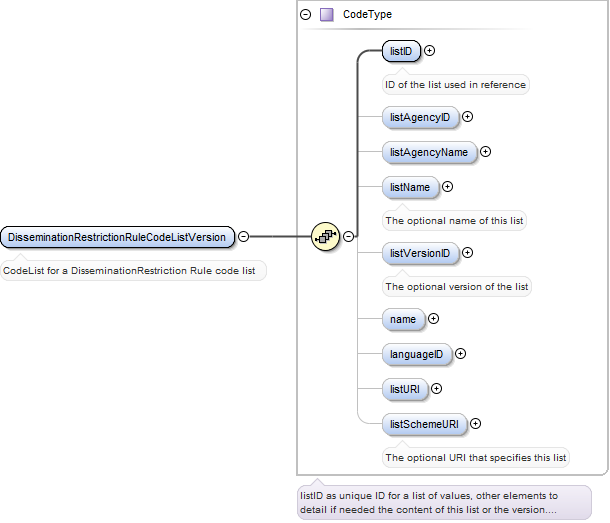 CodeType
listID
ID of the list used in reference
listAgencyID
listAgencyName
listName
The optional name of this list
DisseminationRestrictionRuleCodeListVersion
CodeList for a DisseminationRestriction Rule code list
listVersionID
The optional version of the list
name
languageID
listURI
listSchemeURI
The optional URI that specifies this list
listID as unique ID for a list of values, other elements to
detail if needed the content of this list or the version....